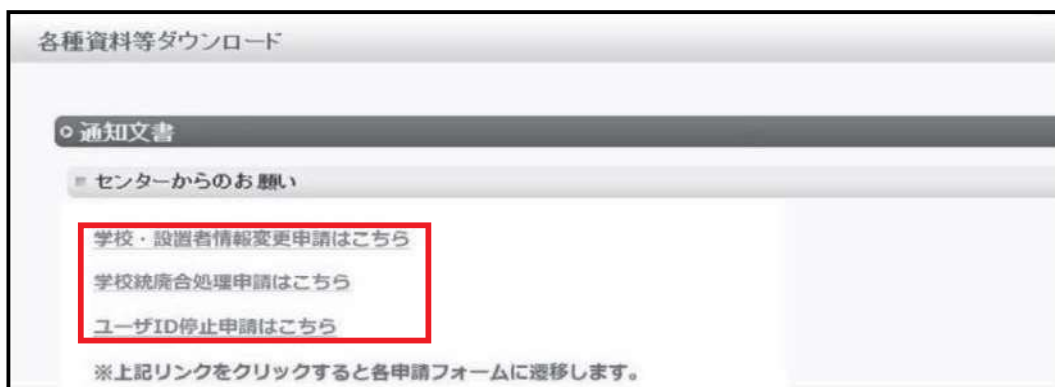 各種資料等ダウンロード
通知文書
センターからのお願い
学校・設置者情報変更申請はこちら
学校統廃合処理申請はこちら
ユーザID停止申請はこちら
※上記リンクをクリックすると各申請フォームに遷移します。